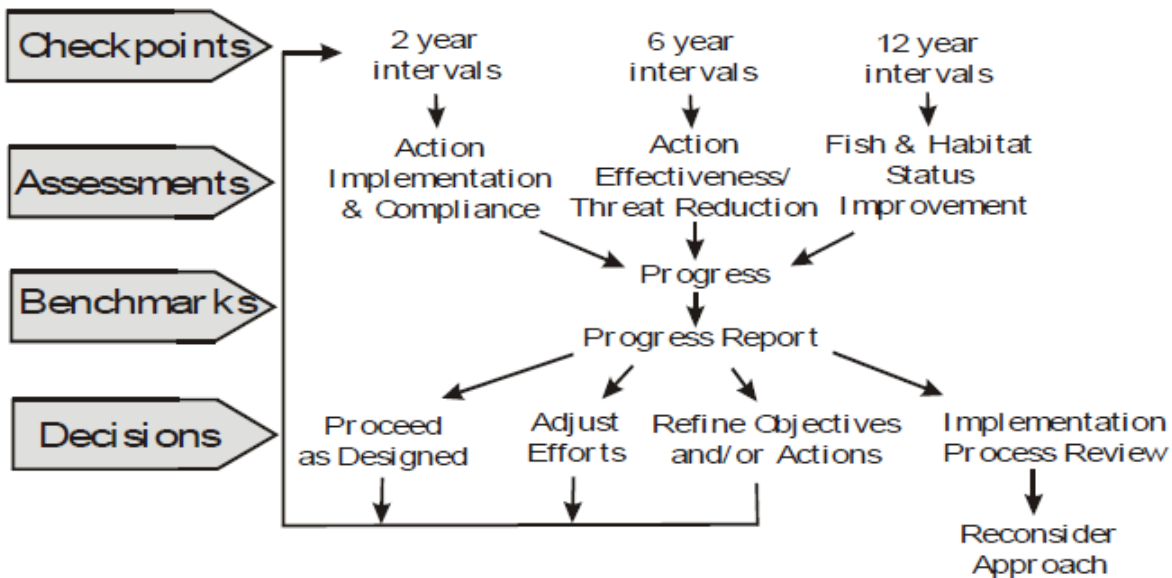 Checkpoints
2 year
intervals
6 year
intervals
12 year
intervals
Assessments
Action
Implementation
& Compliance
Action
Effectiveness/
Threat Reduction
Fish & Habitat
Status
Improvement
Benchmarks
Progress
Progress Report
Decisions
Proceed
as Designed
Adjust
Efforts
Refine Objectives
and/or Actions
Implementation
Process Review
Reconsider
Approach